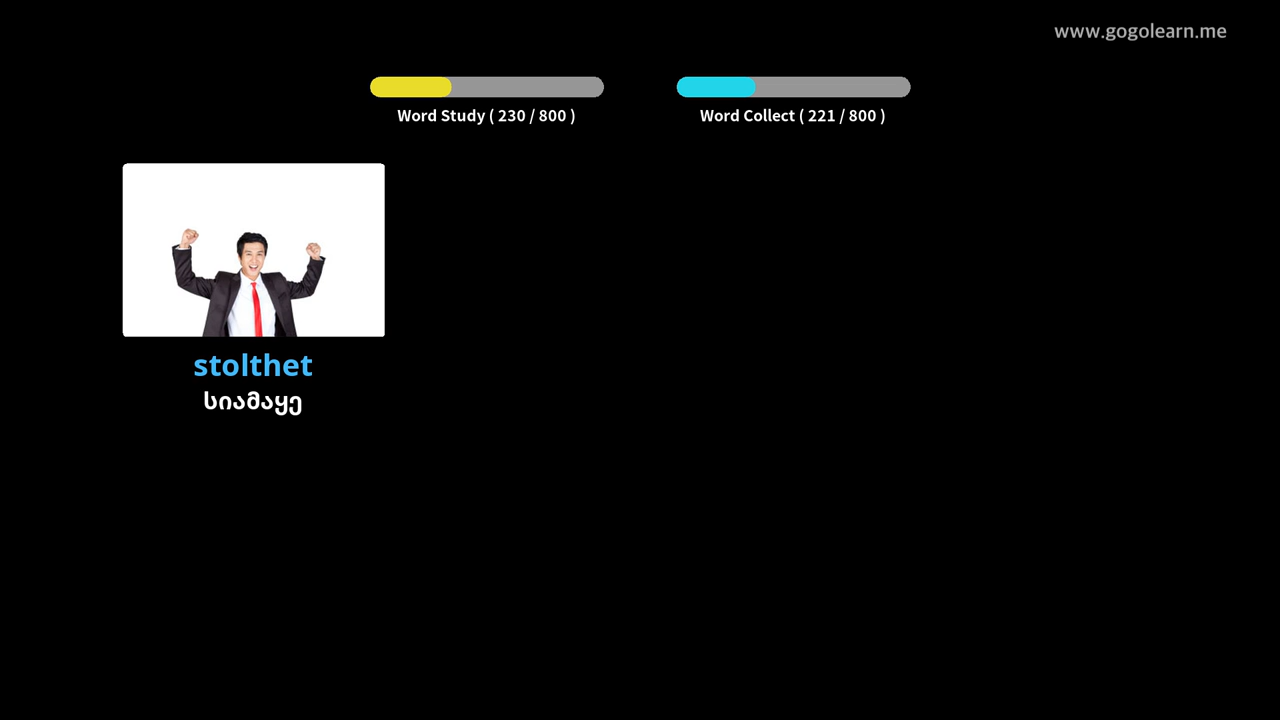 www.gogolearn.me
Word Study ( 230 / 800 )
Word Collect ( 221 / 800 )
stolthet
სიამაყე